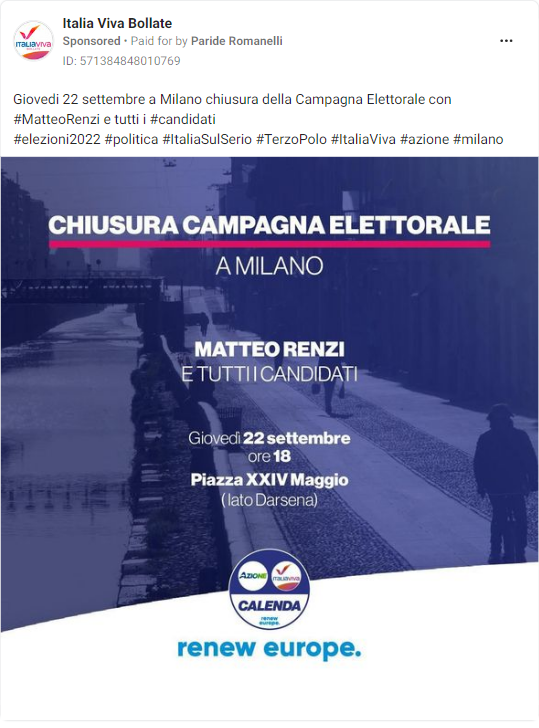 Italia Viva Bollate
Sponsored • Paid for by Paride Romanelli
ID: 571384848010769
Giovedi 22 settembre a Milano chiusura della Campagna Elettorale con
#MatteoRenzi e tutti i #candidati
#elezioni2022 #politica #ItaliaSulSerio #TerzoPolo #ItaliaViva #azione #milano
CHIUSURA CAMPAGNA ELETTORALE
A MILANO
MATTEO RENZI
E TUTTI I CANDIDATI
Giovedì 22 settembre
ore 18
Piazza XXIV Maggio
(lato Darsena)
AZIONE ITALIAVIVA
CALENDA
renew
europe.
renew europe.